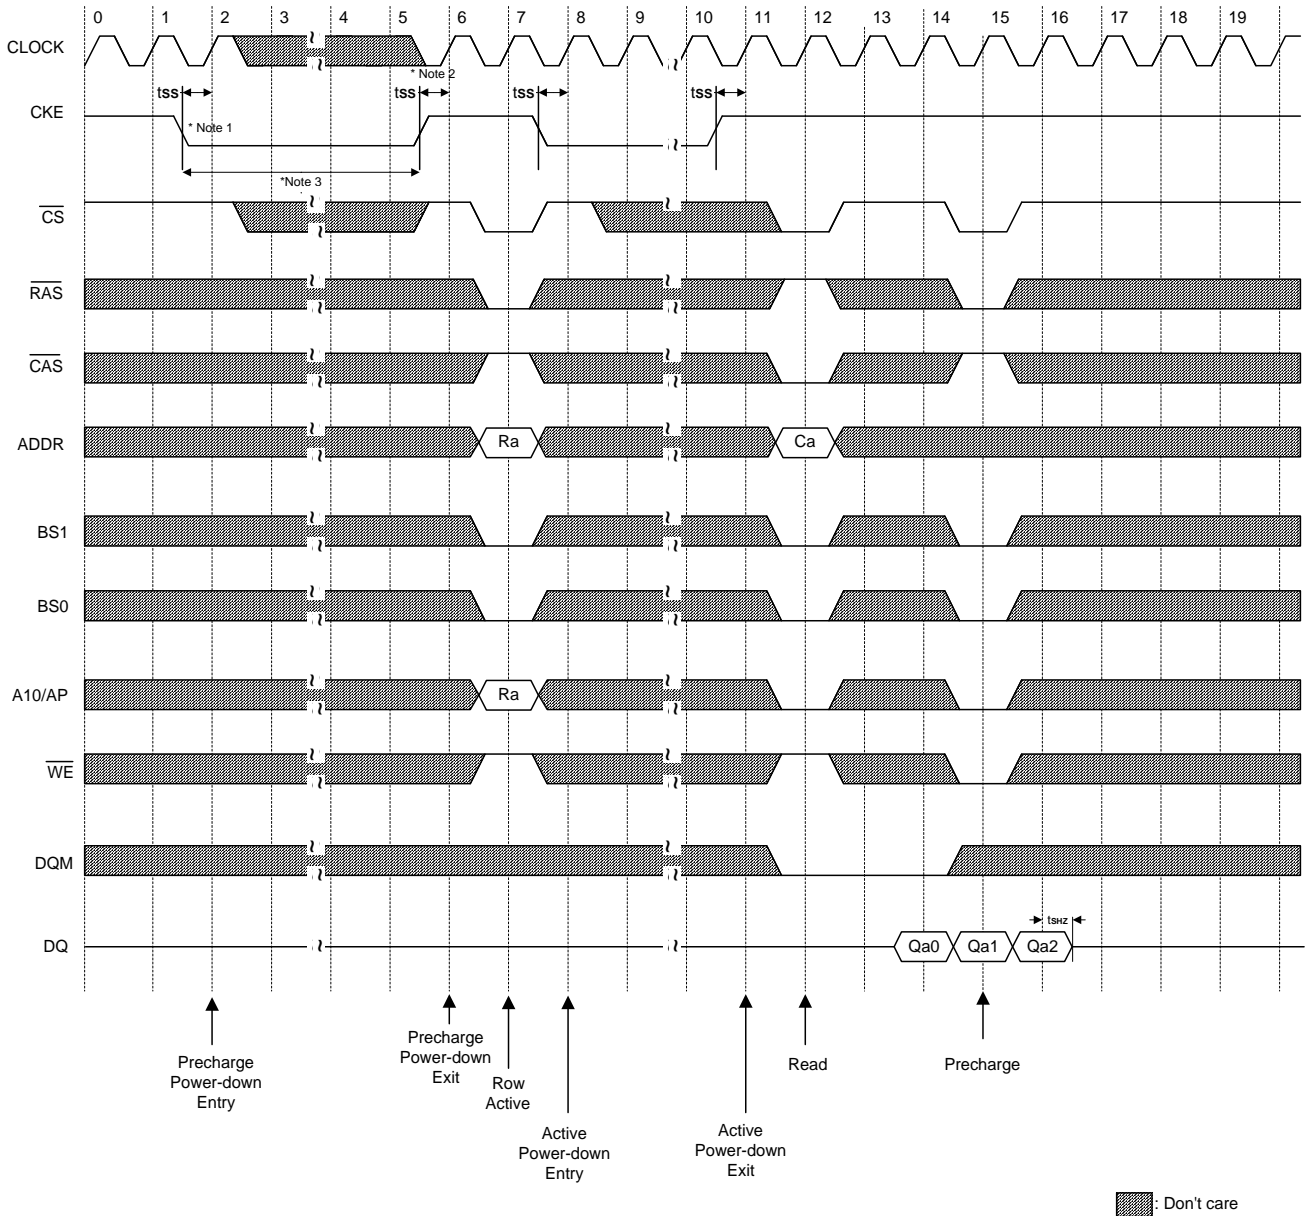 0 1 2 3 4 5 6 7 8 9 10 11 12 13 14 15 16 17 18 19
CLOCK
* Note 2
tss tss tss tss
CKE
* Note 1
*Note 3
CS
RAS
CAS
ADDR Ra Ca
BS1
BS0
A10/AP Ra
WE
DQM
tSHZ
DQ Qa0 Qa1 Qa2
Precharge
Power-down
Entry
Precharge
Power-down
Exit
Row
Active
Active
Power-down
Entry
Active
Power-down
Exit
Read
Precharge
: Don't care